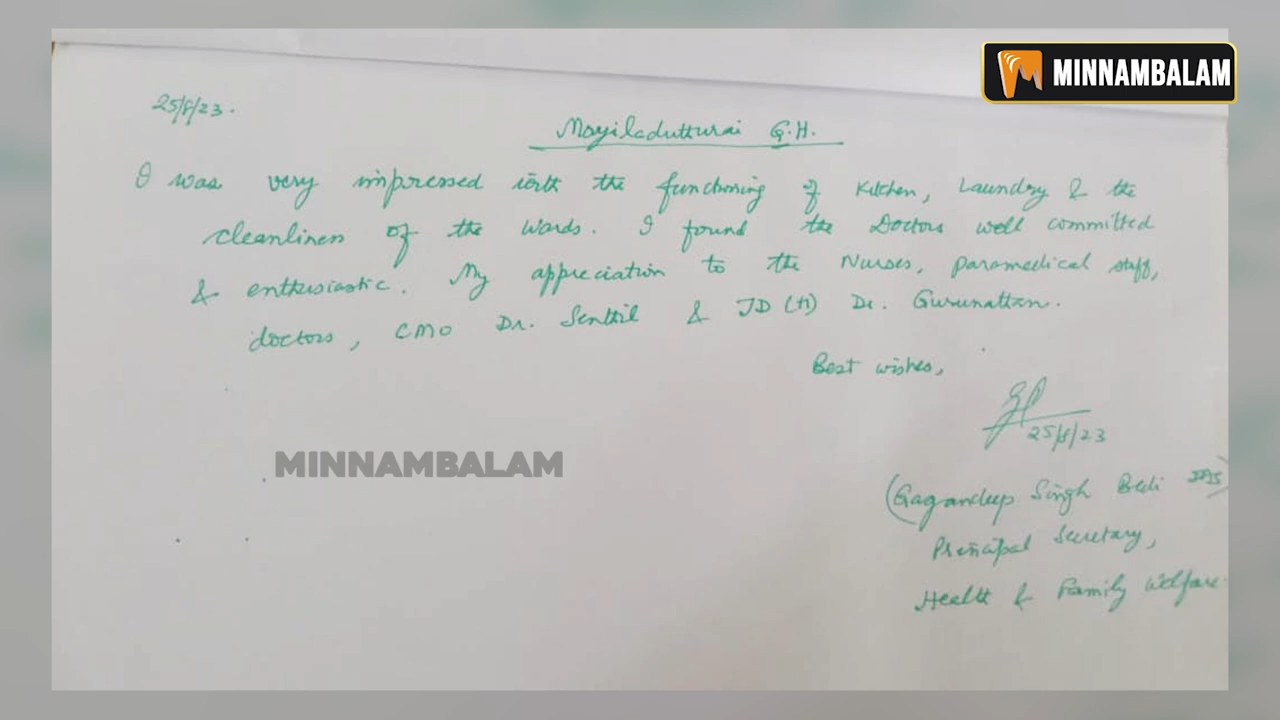 MINNAMBALAM
25/8/23.
Mayiladutturai G.H.
I was very impressed with the functioning of Kitchen, Laundry & the
cleanliness of the wards. I found the Doctors well committed
& enthusiastic. My appreciation to the Nurses, paramedical staff,
doctors, CMO Dr. Senthil & JD (H) Dr. Gurunathan.
Best wishes,
25/8/23
MINNAMBALAM
(Gagandeep Singh Bedi IAS)
Principal Secretary,
Health & Family Welfare.